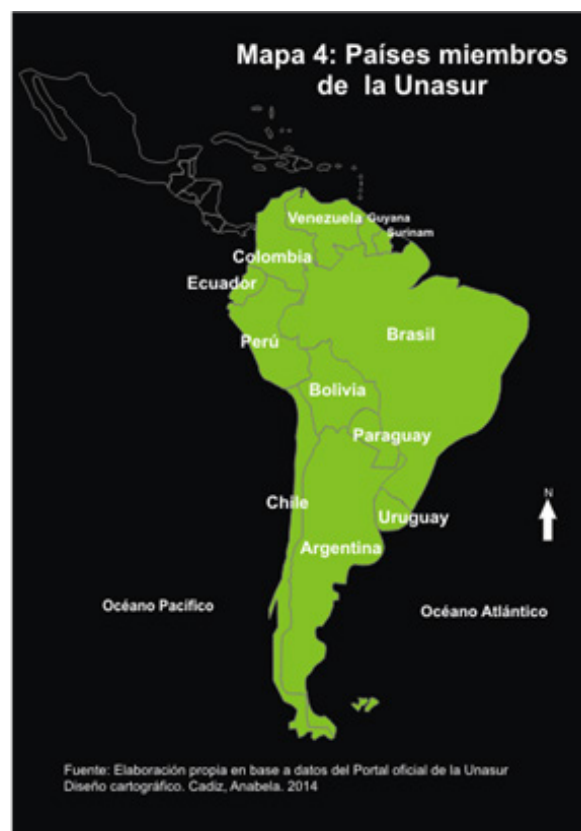 Mapa 4: Países miembros
de la Unasur
Venezuela
Guyana
Surinam
Colombia
Ecuador
Brasil
Perú
Bolivia
Paraguay
Chile
Uruguay
N
Argentina
Océano Pacífico
Océano Atlántico
Fuente: Elaboración propia en base a datos del Portal oficial de la Unasur
Diseño cartográfico. Cadiz, Anabela. 2014